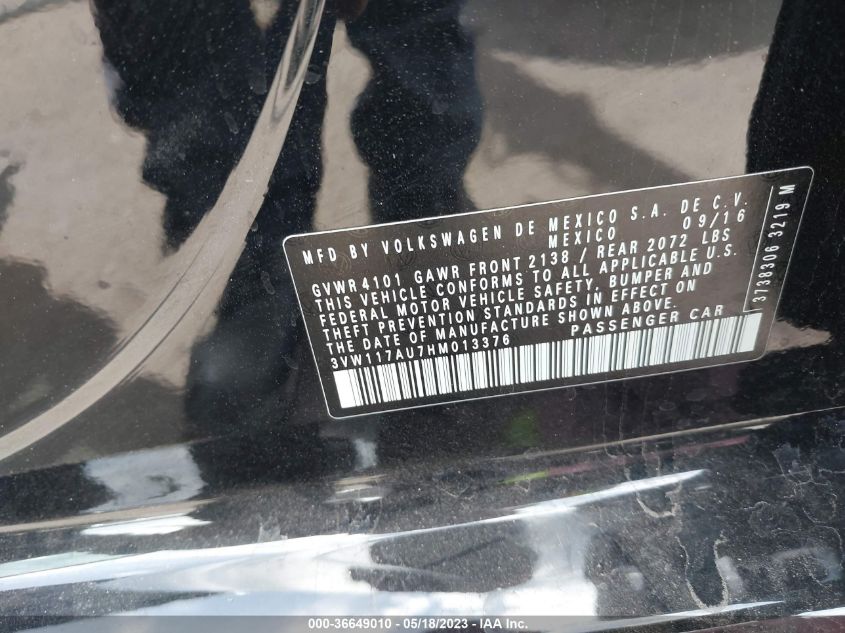 MFD BY VOLKSWAGEN DE MEXICO S.A. DE C.V.
MEXICO 09/16
GVWR 4101 GAWR FRONT 2138 / REAR 2072 LBS
THIS VEHICLE CONFORMS TO ALL APPLICABLE U.S.
FEDERAL MOTOR VEHICLE SAFETY, BUMPER AND
THEFT PREVENTION STANDARDS IN EFFECT ON
THE DATE OF MANUFACTURE SHOWN ABOVE.
3VW117AU7HM013376 PASSENGER CAR
3738306 3219 M
000-36649010 - 05/18/2023 - IAA Inc.